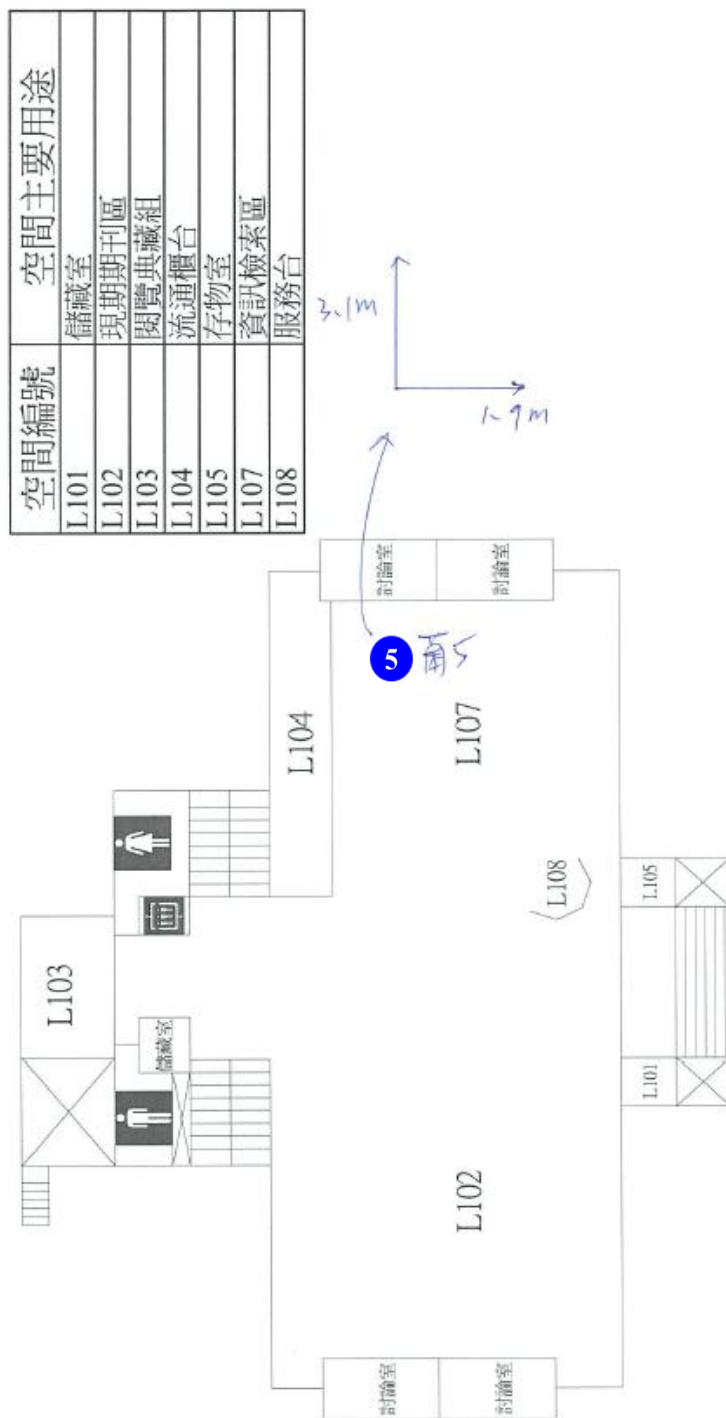 空間編號 空間主要用途
L101 儲藏室
L102 現期期刊區
L103 閱覽典藏組
L104 流通櫃台
L105 存物室
L107 資訊檢索區
L108 服務台
3.1m
1.9m
L103
儲藏室
L104
討論室
討論室
5
L107
L108
L105
L101
L102
討論室
討論室